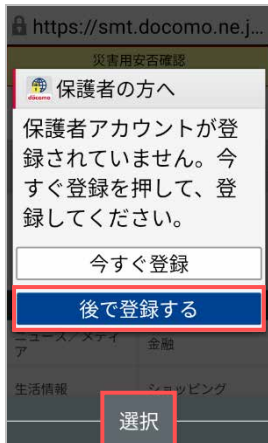 https://smt.docomo.ne.j...
災害用安否確認
docomo
保護者の方へ
保護者アカウントが登
録されていません。今
すぐ登録を押して、登
録してください。
今すぐ登録
後で登録する
ニュース／メディ
ア
金融
生活情報
ショッピング
選択